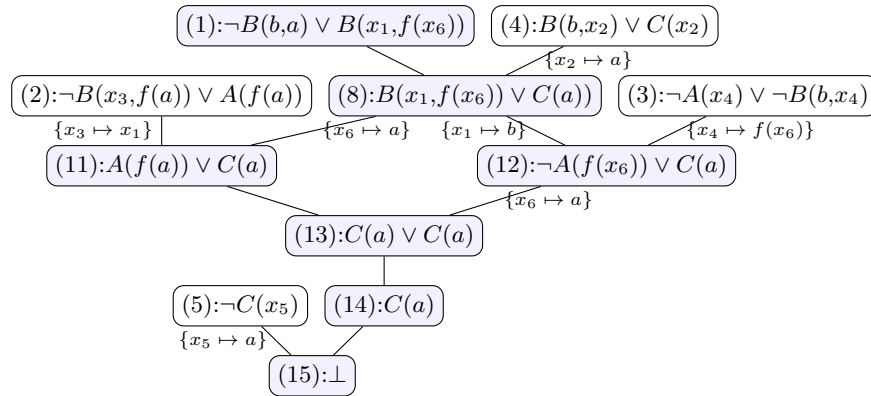 (1):¬B(b,a) ∨ B(x₁,f(x₆)) (4):B(b,x₂) ∨ C(x₂)
{x₂ ↦ a}
(2):¬B(x₃,f(a)) ∨ A(f(a)) (8):B(x₁,f(x₆)) ∨ C(a)) (3):¬A(x₄) ∨ ¬B(b,x₄)
{x₃ ↦ x₁} {x₆ ↦ a} {x₁ ↦ b} {x₄ ↦ f(x₆)}
(11):A(f(a)) ∨ C(a) (12):¬A(f(x₆)) ∨ C(a)
{x₆ ↦ a}
(13):C(a) ∨ C(a)
(5):¬C(x₅) (14):C(a)
{x₅ ↦ a}
(15):⊥